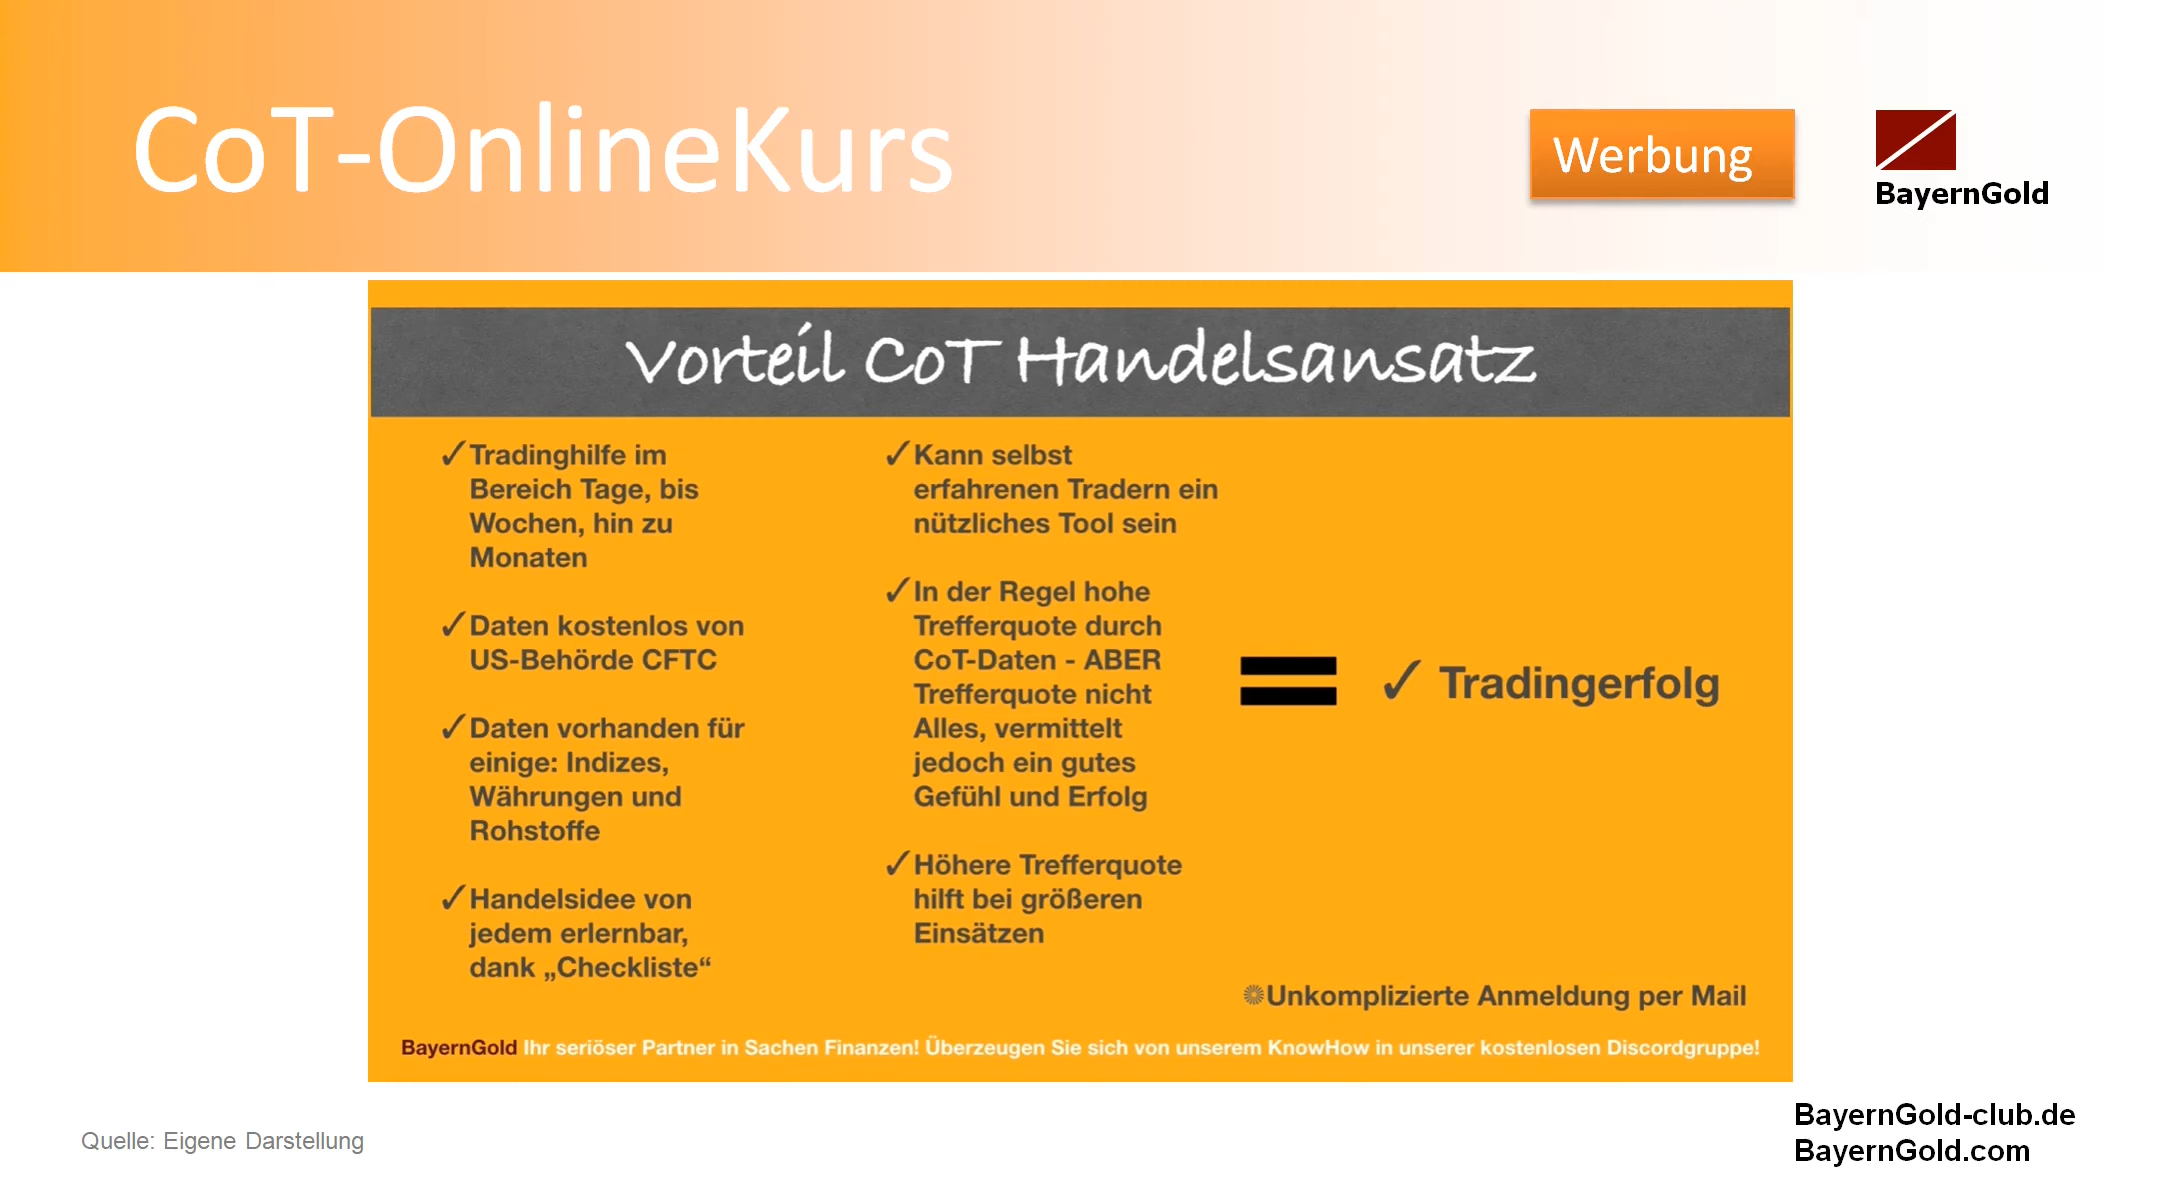 CoT-OnlineKurs
Werbung
BayernGold
Vorteil CoT Handelsansatz
✓Tradinghilfe im
Bereich Tage, bis
Wochen, hin zu
Monaten
✓Daten kostenlos von
US-Behörde CFTC
✓Daten vorhanden für
einige: Indizes,
Währungen und
Rohstoffe
✓Handelsidee von
jedem erlernbar,
dank „Checkliste“
✓Kann selbst
erfahrenen Tradern ein
nützliches Tool sein
✓In der Regel hohe
Trefferquote durch
CoT-Daten - ABER
Trefferquote nicht
Alles, vermittelt
jedoch ein gutes
Gefühl und Erfolg
✓Höhere Trefferquote
hilft bei größeren
Einsätzen
= ✓ Tradingerfolg
Unkomplizierte Anmeldung per Mail
BayernGold Ihr seriöser Partner in Sachen Finanzen! Überzeugen Sie sich von unserem KnowHow in unserer kostenlosen Discordgruppe!
Quelle: Eigene Darstellung
BayernGold-club.de
BayernGold.com